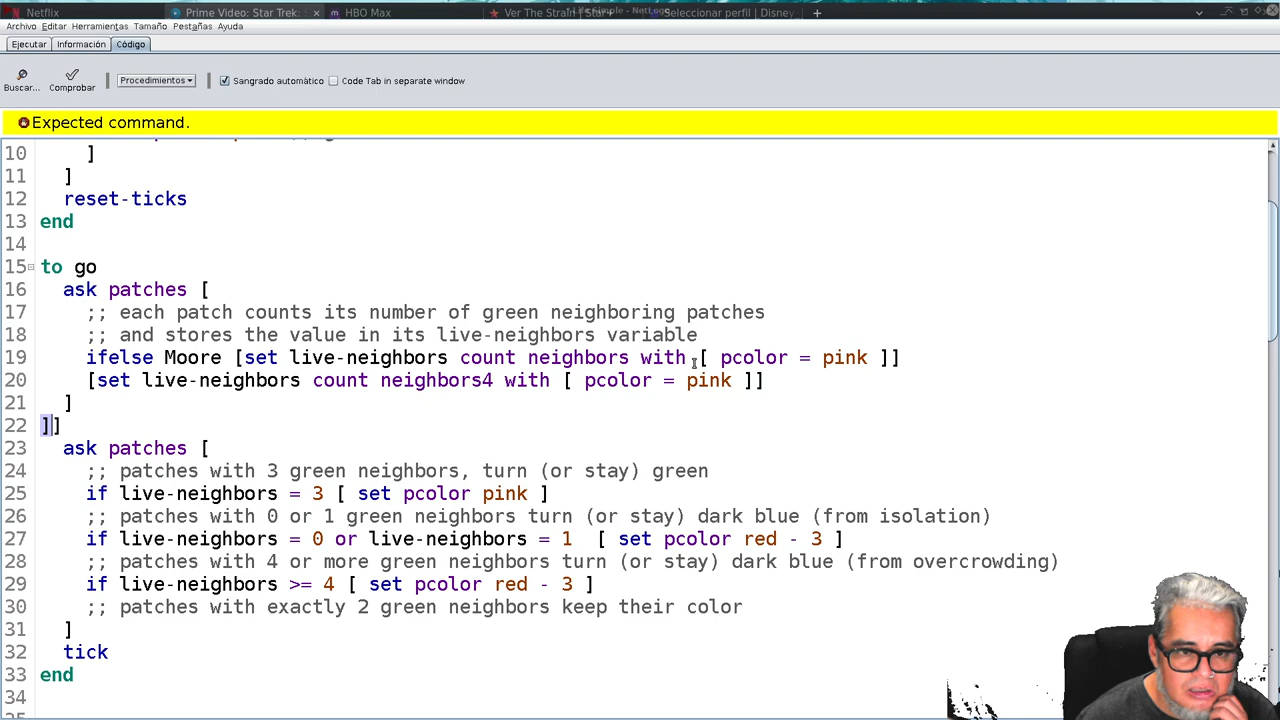 Netflix
Prime Video: Star Trek: ×
HBO Max
Ver The Strain | Star+
Seleccionar perfil | Disney
+
Archivo Editar Herramientas Tamaño Pestañas Ayuda
Ejecutar Información Código
Buscar... Comprobar Procedimientos Sangrado automático Code Tab in separate window
Expected command.
10 ]
11 ]
12 reset-ticks
13 end
14
15 to go
16 ask patches [
17 ;; each patch counts its number of green neighboring patches
18 ;; and stores the value in its live-neighbors variable
19 ifelse Moore [set live-neighbors count neighbors with [ pcolor = pink ]]
20 [set live-neighbors count neighbors4 with [ pcolor = pink ]]
21 ]
22 ]]
23 ask patches [
24 ;; patches with 3 green neighbors, turn (or stay) green
25 if live-neighbors = 3 [ set pcolor pink ]
26 ;; patches with 0 or 1 green neighbors turn (or stay) dark blue (from isolation)
27 if live-neighbors = 0 or live-neighbors = 1 [ set pcolor red - 3 ]
28 ;; patches with 4 or more green neighbors turn (or stay) dark blue (from overcrowding)
29 if live-neighbors >= 4 [ set pcolor red - 3 ]
30 ;; patches with exactly 2 green neighbors keep their color
31 ]
32 tick
33 end
34